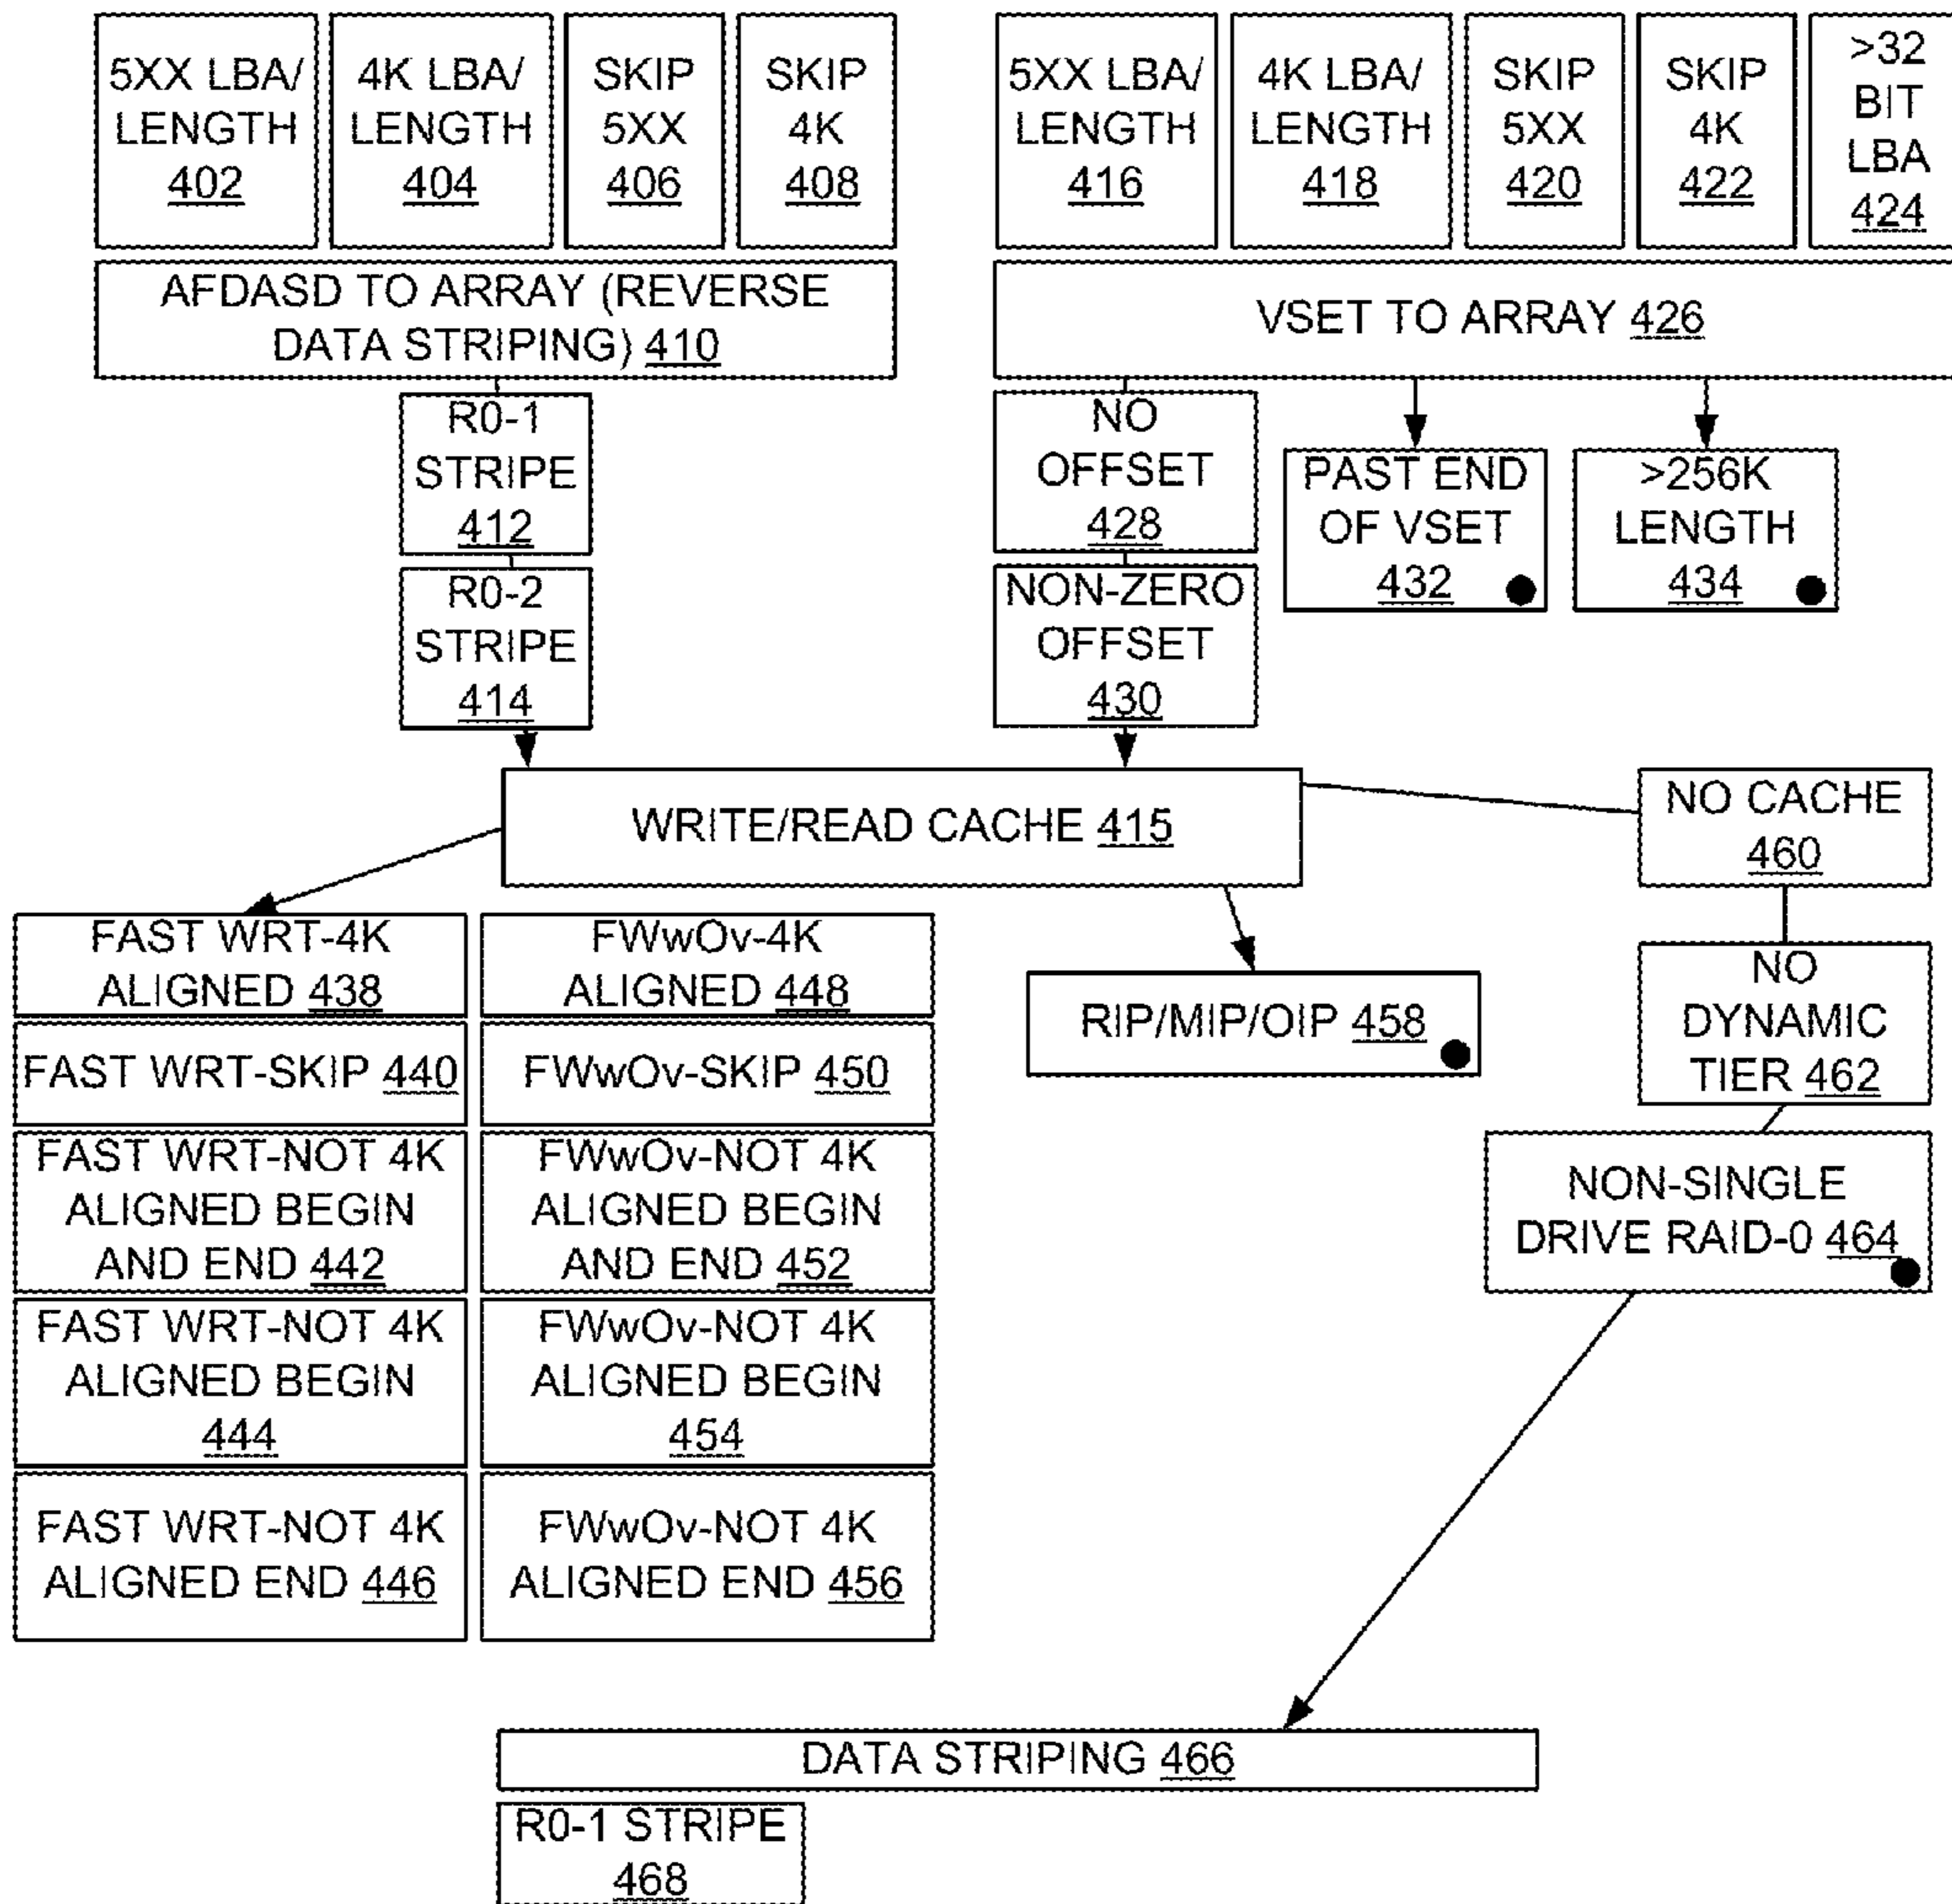 5XX LBA/
LENGTH
402
4K LBA/
LENGTH
404
SKIP
5XX
406
SKIP
4K
408
5XX LBA/
LENGTH
416
4K LBA/
LENGTH
418
SKIP
5XX
420
SKIP
4K
422
>32
BIT
LBA
424
AFDASD TO ARRAY (REVERSE
DATA STRIPING) 410
VSET TO ARRAY 426
R0-1
STRIPE
412
R0-2
STRIPE
414
NO
OFFSET
428
NON-ZERO
OFFSET
430
PAST END
OF VSET
432
>256K
LENGTH
434
WRITE/READ CACHE 415
NO CACHE
460
FAST WRT-4K
ALIGNED 438
FWwOv-4K
ALIGNED 448
FAST WRT-SKIP 440
FWwOv-SKIP 450
FAST WRT-NOT 4K
ALIGNED BEGIN
AND END 442
FWwOv-NOT 4K
ALIGNED BEGIN
AND END 452
FAST WRT-NOT 4K
ALIGNED BEGIN
444
FWwOv-NOT 4K
ALIGNED BEGIN
454
FAST WRT-NOT 4K
ALIGNED END 446
FWwOv-NOT 4K
ALIGNED END 456
RIP/MIP/OIP 458
NO
DYNAMIC
TIER 462
NON-SINGLE
DRIVE RAID-0 464
DATA STRIPING 466
R0-1 STRIPE
468